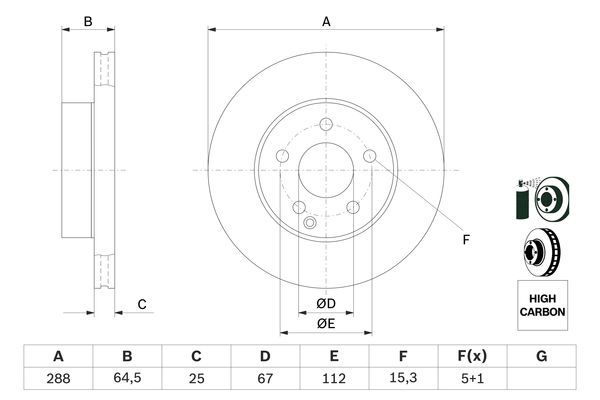 B
A
F
C
ØD
ØE
HIGH
CARBON
A B C D E F F(x) G
288 64,5 25 67 112 15,3 5+1